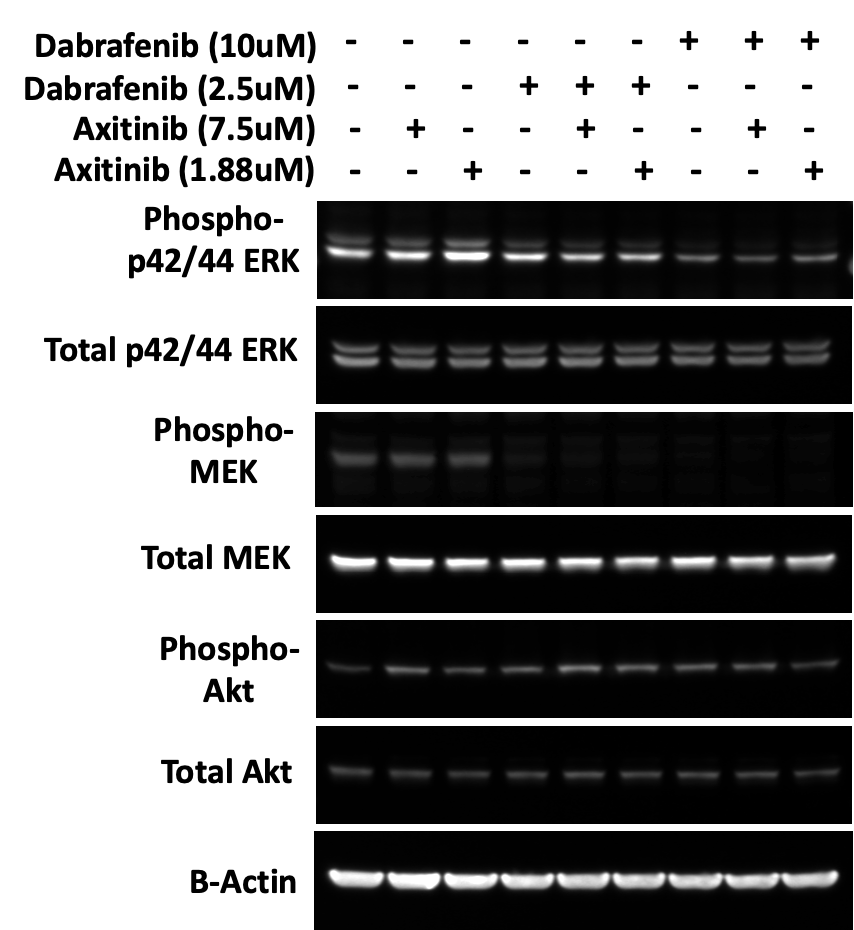 Dabrafenib (10uM) - - - - - - + + +
Dabrafenib (2.5uM) - - - + + + - - -
Axitinib (7.5uM) - + - - + - - + -
Axitinib (1.88uM) - - + - - + - - +
Phospho-
p42/44 ERK
Total p42/44 ERK
Phospho-
MEK
Total MEK
Phospho-
Akt
Total Akt
B-Actin